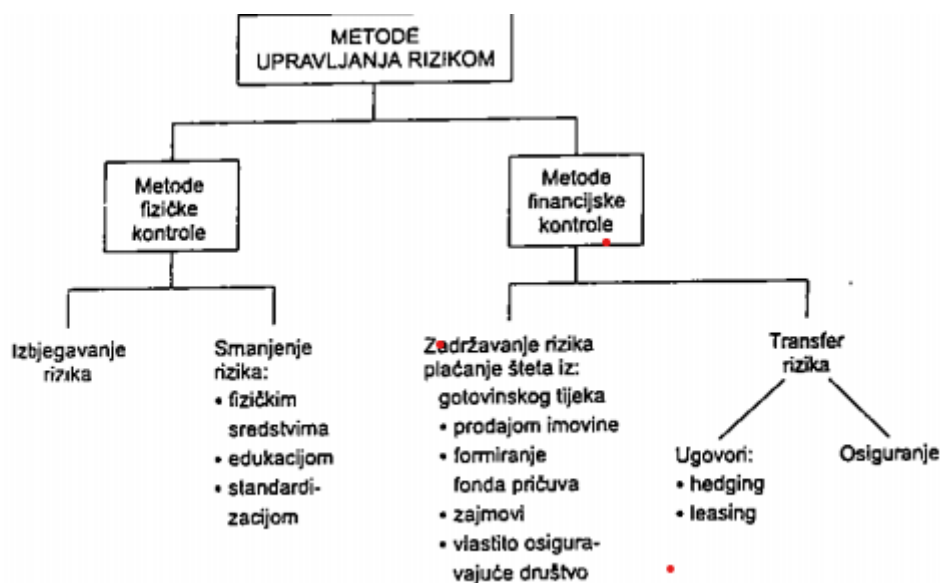 METODE
UPRAVLJANJA RIZIKOM
Metode
fizičke
kontrole
Metode
financijske
kontrole
Izbjegavanje
rizika
Smanjenje
rizika:
• fizičkim
sredstvima
• edukacijom
• standardi-
zacijom
Zadržavanje rizika
plaćanje šteta iz:
gotovinskog tijeka
• prodajom imovine
• formiranje
fonda pričuva
• zajmovi
• vlastito osigura-
vajuće društvo
Transfer
rizika
Ugovori:
• hedging
• leasing
Osiguranje